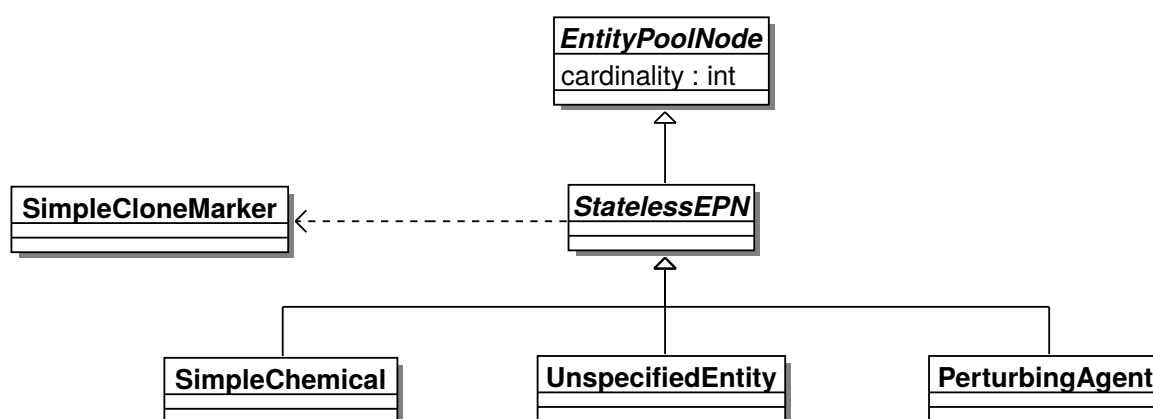 EntityPoolNode
cardinality : int
SimpleCloneMarker
StatelessEPN
SimpleChemical
UnspecifiedEntity
PerturbingAgent